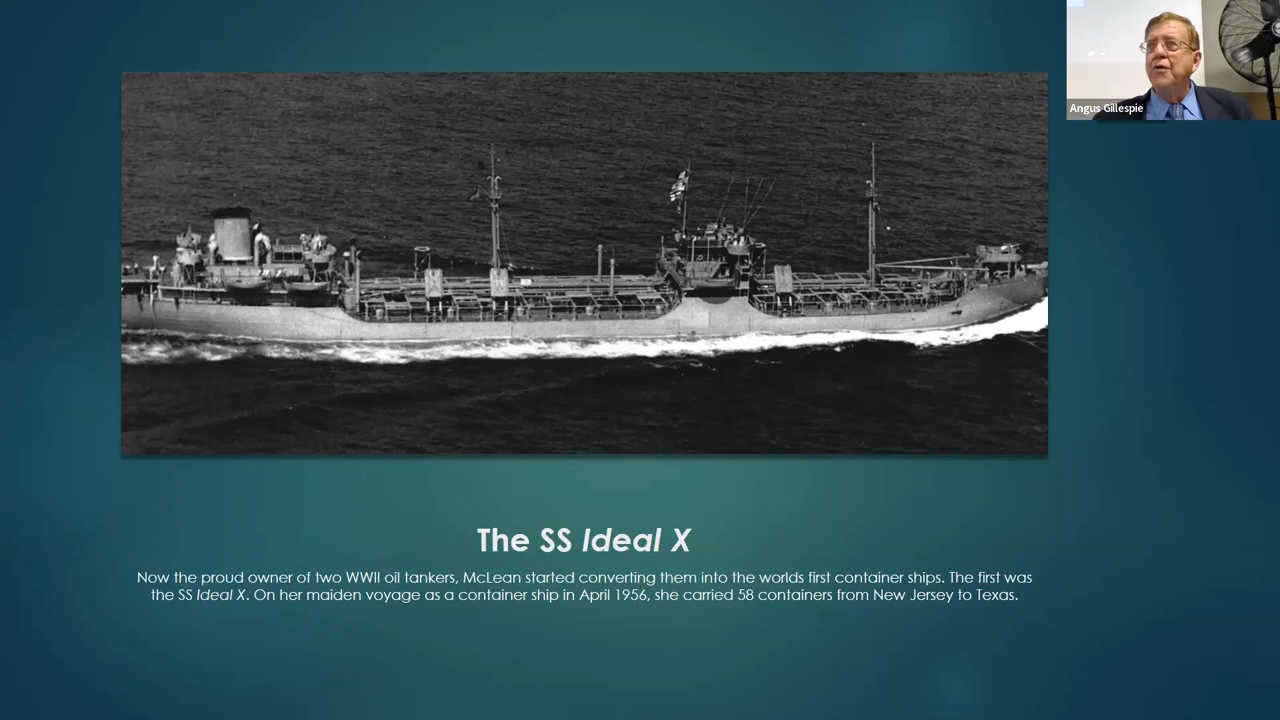 Angus Gillespie
The SS Ideal X
Now the proud owner of two WWII oil tankers, McLean started converting them into the worlds first container ships. The first was
the SS Ideal X. On her maiden voyage as a container ship in April 1956, she carried 58 containers from New Jersey to Texas.